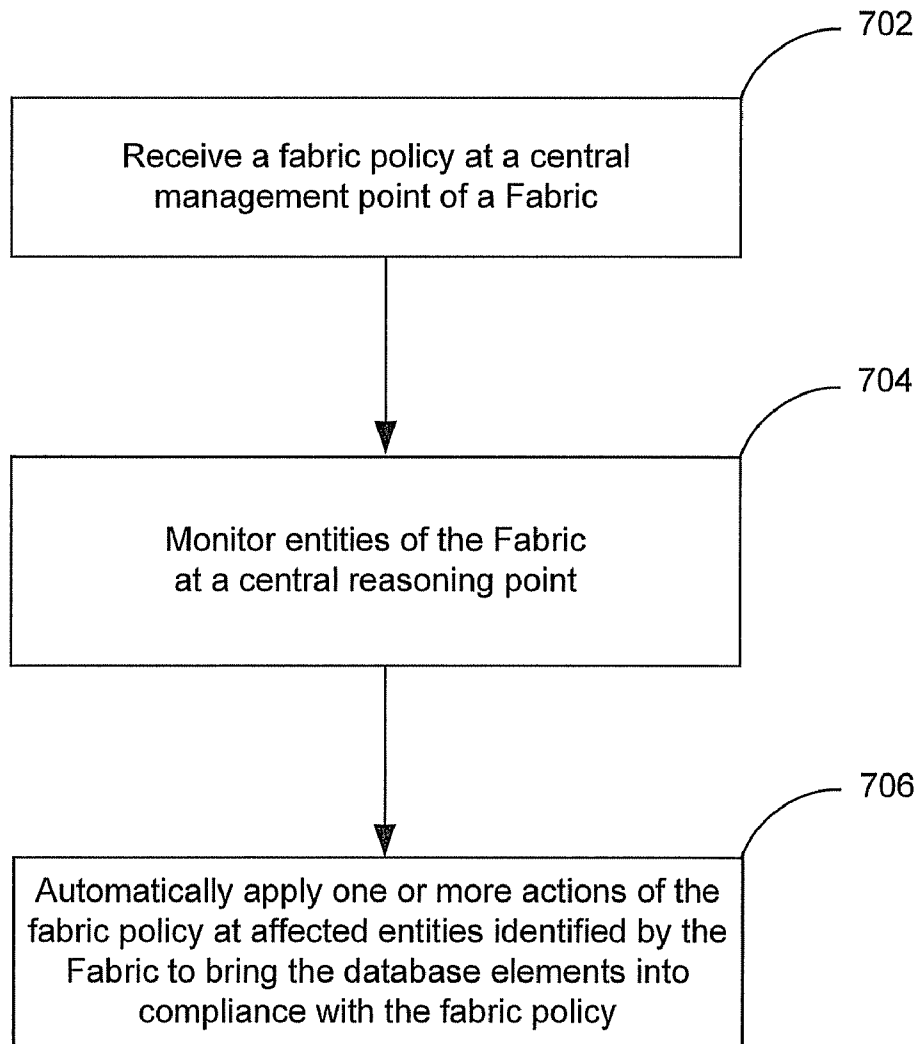 702
Receive a fabric policy at a central
management point of a Fabric
704
Monitor entities of the Fabric
at a central reasoning point
706
Automatically apply one or more actions of the
fabric policy at affected entities identified by the
Fabric to bring the database elements into
compliance with the fabric policy